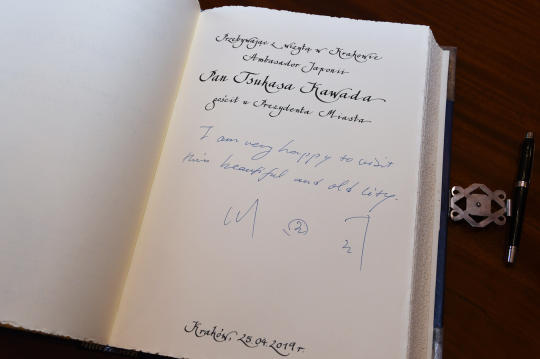 Przebywając z wizytą w Krakowie
Ambasador Japonii
Pan Tsukasa Kawada
gościł u Prezydenta Miasta
I am very happy to visit
this beautiful and old city.
Kraków, 25.04.2019 r.